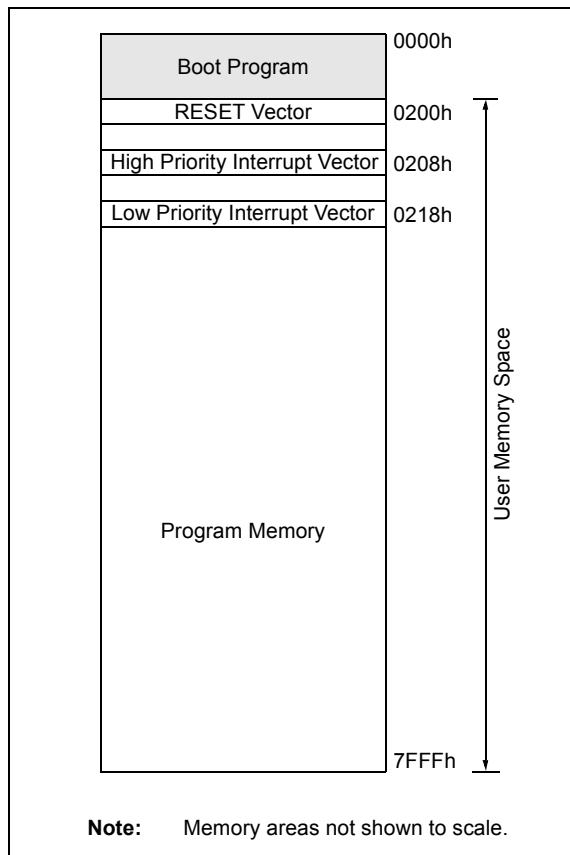 0000h
Boot Program
RESET Vector
0200h
High Priority Interrupt Vector
0208h
Low Priority Interrupt Vector
0218h
User Memory Space
Program Memory
7FFFh
Note: Memory areas not shown to scale.